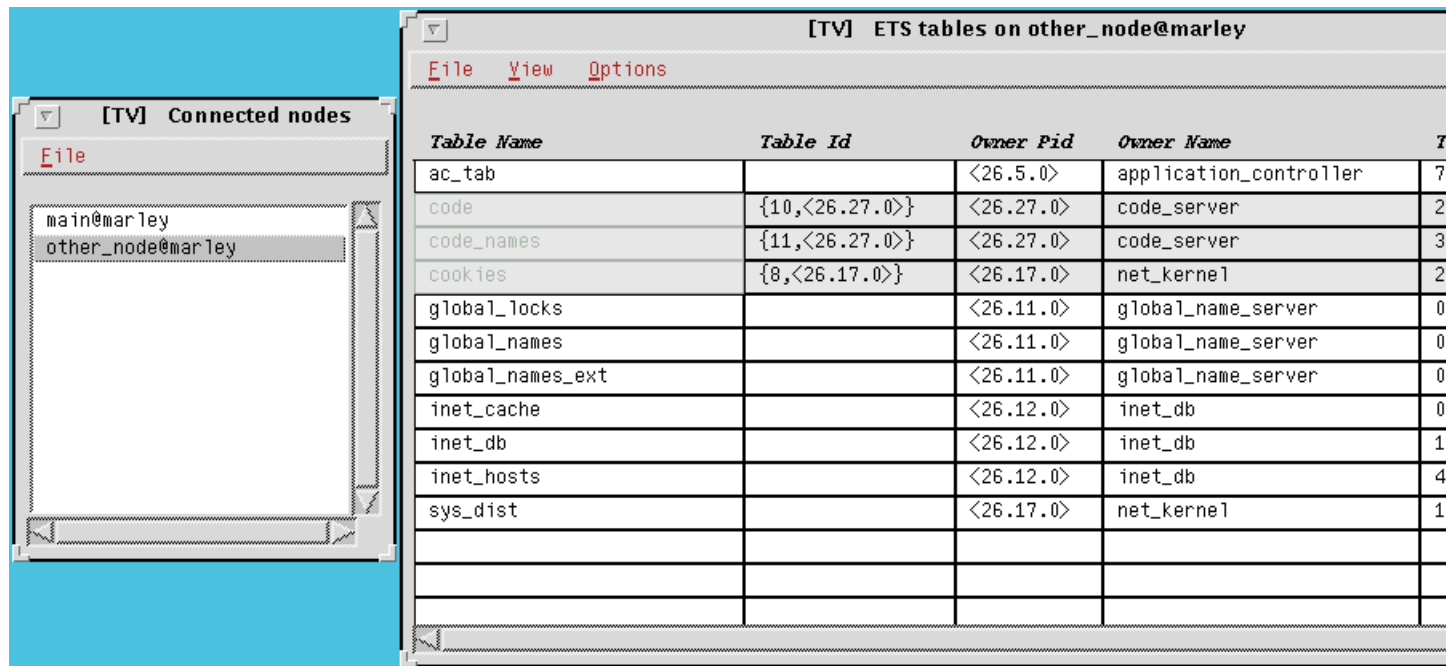 [TV] Connected nodes
File
main@marley
other_node@marley
[TV] ETS tables on other_node@marley
File View Options
Table Name Table Id Owner Pid Owner Name T
ac_tab <26.5.0> application_controller 7
code {10,<26.27.0>} <26.27.0> code_server 2
code_names {11,<26.27.0>} <26.27.0> code_server 3
cookies {8,<26.17.0>} <26.17.0> net_kernel 2
global_locks <26.11.0> global_name_server 0
global_names <26.11.0> global_name_server 0
global_names_ext <26.11.0> global_name_server 0
inet_cache <26.12.0> inet_db 0
inet_db <26.12.0> inet_db 1
inet_hosts <26.12.0> inet_db 4
sys_dist <26.17.0> net_kernel 1